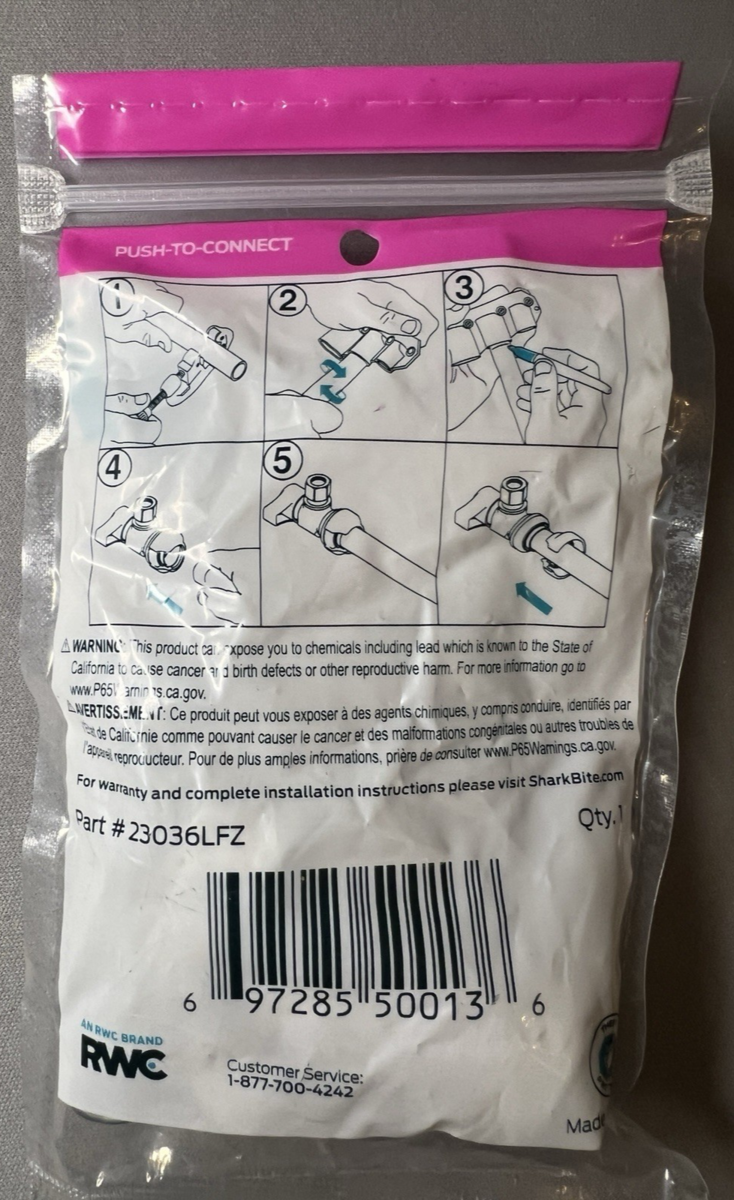 PUSH-TO-CONNECT
1
2
3
4
5
⚠ WARNING: This product can expose you to chemicals including lead which is known to the State of
California to cause cancer and birth defects or other reproductive harm. For more information go to
www.P65Warnings.ca.gov.
⚠ AVERTISSEMENT: Ce produit peut vous exposer à des agents chimiques, y compris conduire, identifiés par
l'État de Californie comme pouvant causer le cancer et des malformations congénitales ou autres troubles de
l'appareil reproducteur. Pour de plus amples informations, prière de consulter www.P65Warnings.ca.gov.
For warranty and complete installation instructions please visit SharkBite.com
Part # 23036LFZ
Qty. 1
6 97285 50013 6
AN RWC BRAND
RWC
Customer Service:
1-877-700-4242
Made